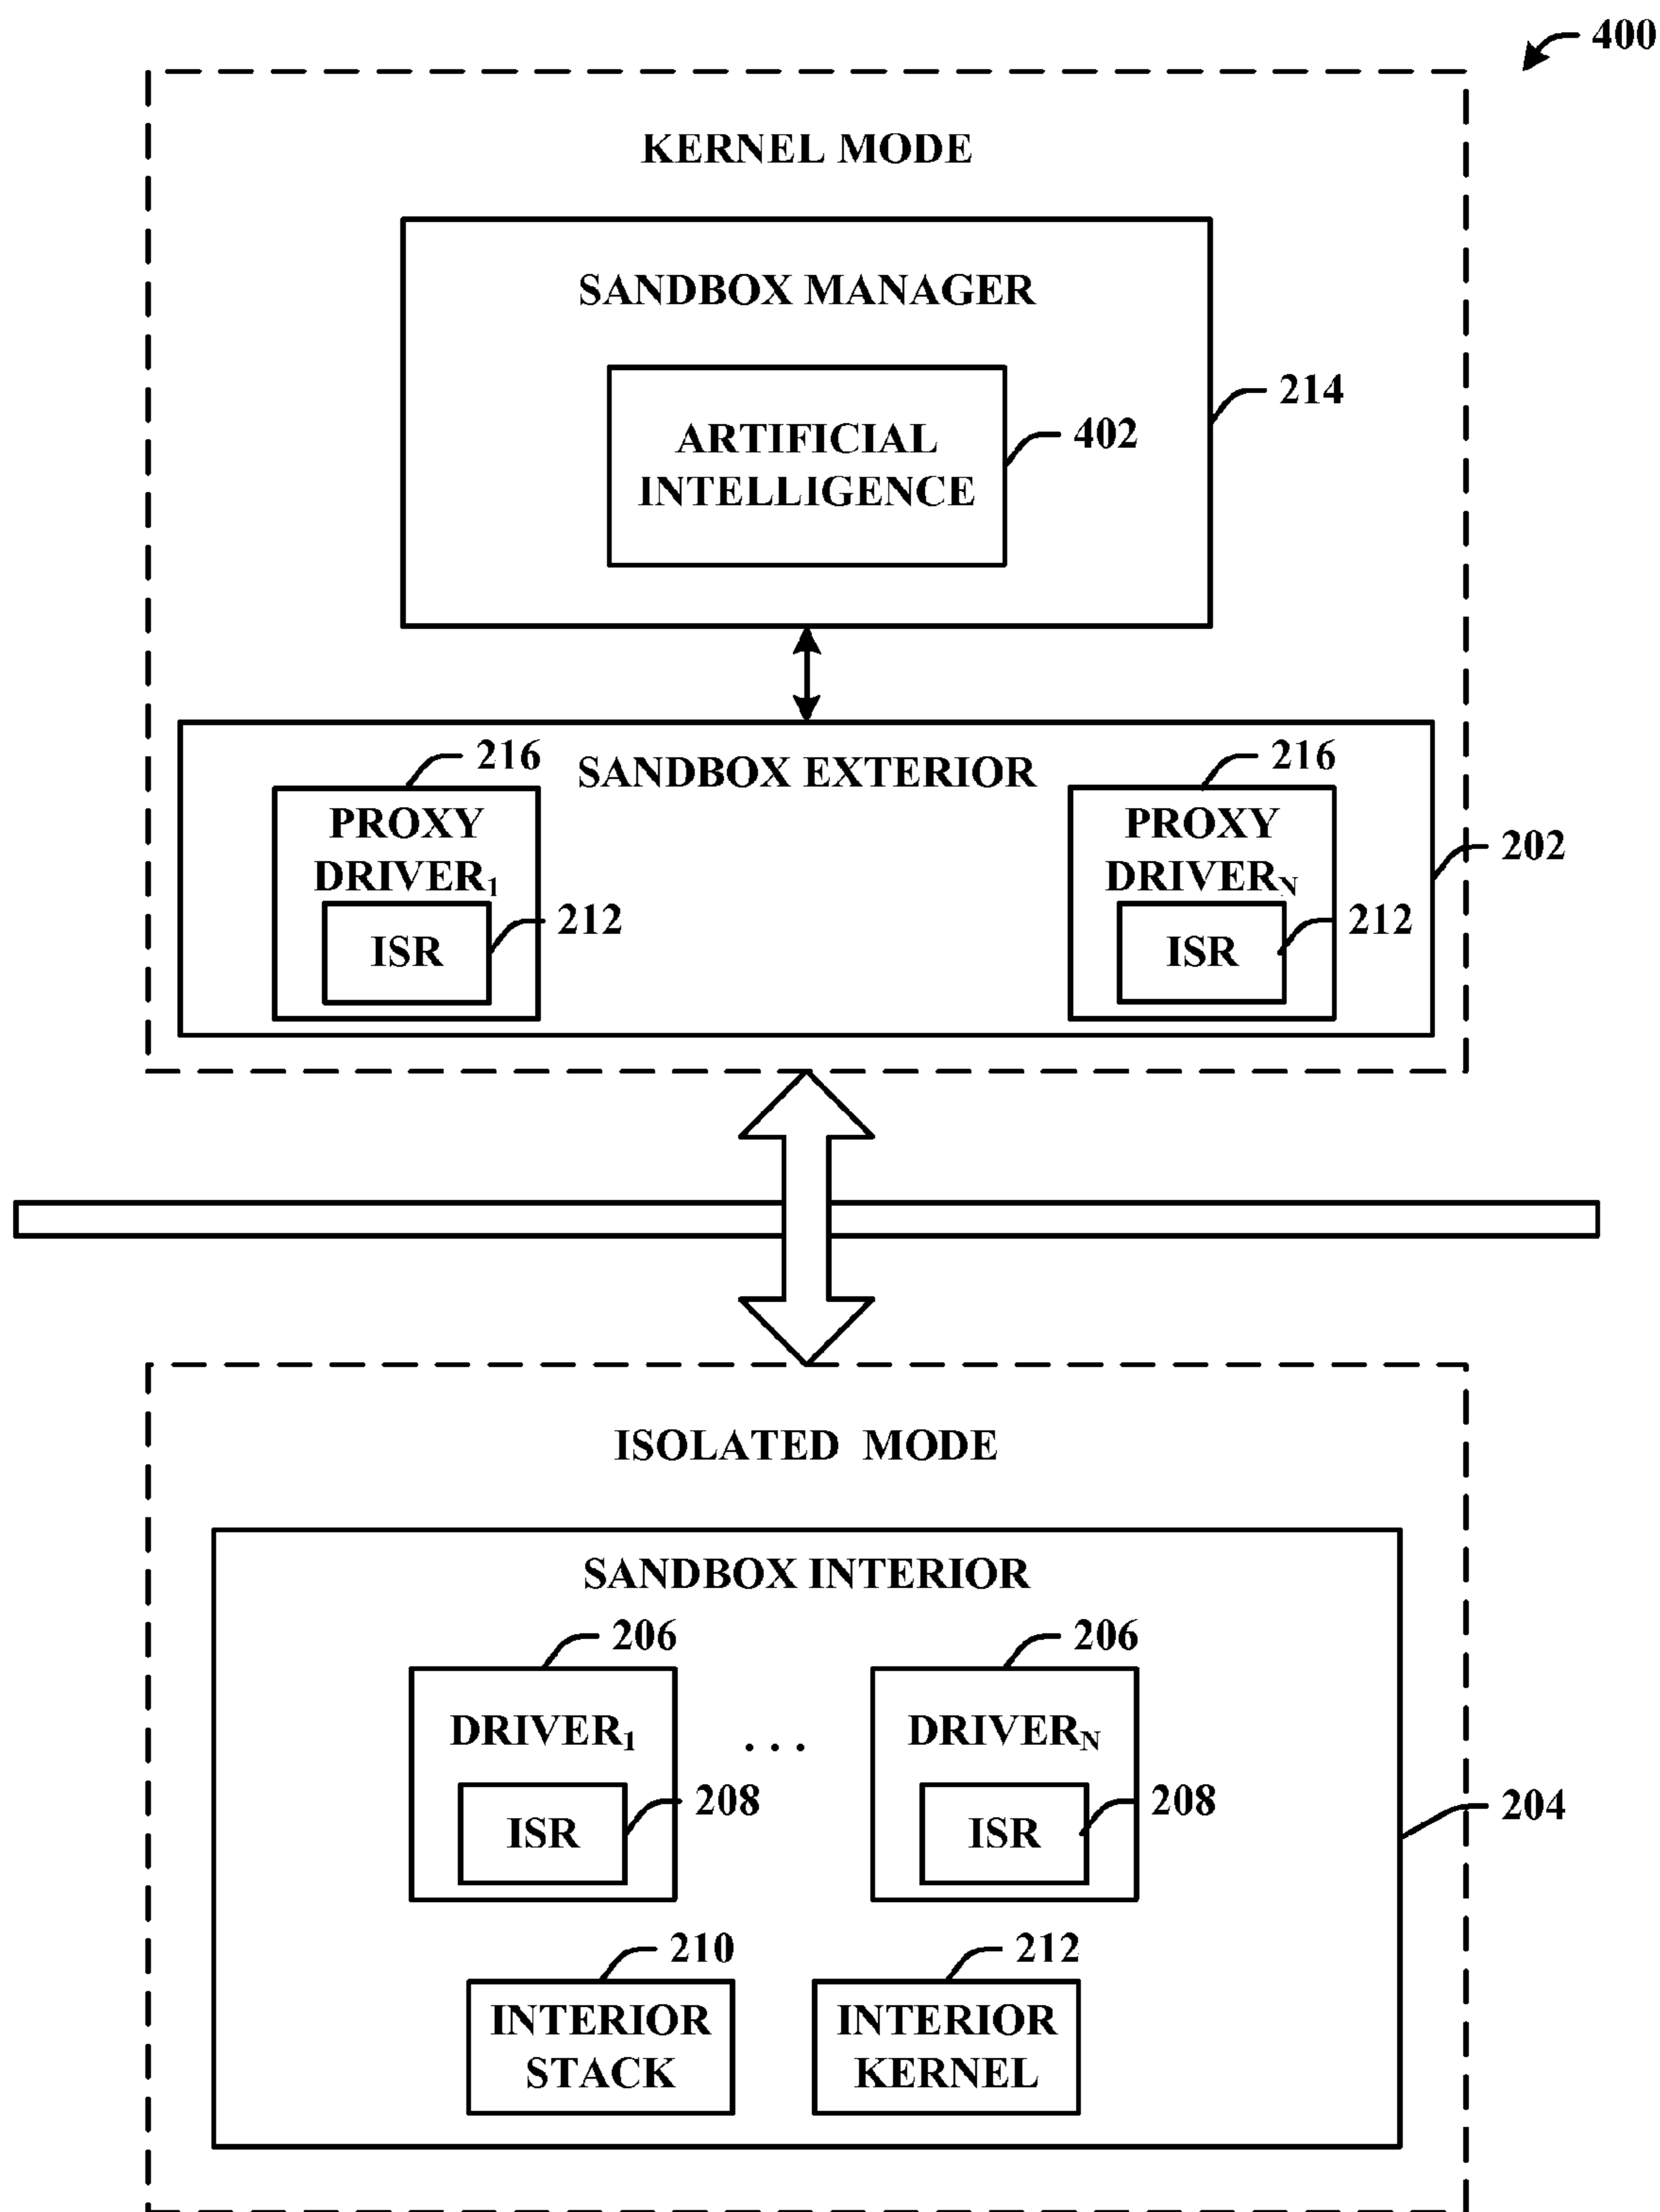 400
KERNEL MODE
SANDBOX MANAGER
214
ARTIFICIAL
INTELLIGENCE
402
SANDBOX EXTERIOR
216
PROXY
DRIVER₁
ISR
212
216
PROXY
DRIVER_N
ISR
212
202
ISOLATED MODE
SANDBOX INTERIOR
206
DRIVER₁
ISR
208
. . .
206
DRIVER_N
ISR
208
204
210
INTERIOR
STACK
212
INTERIOR
KERNEL